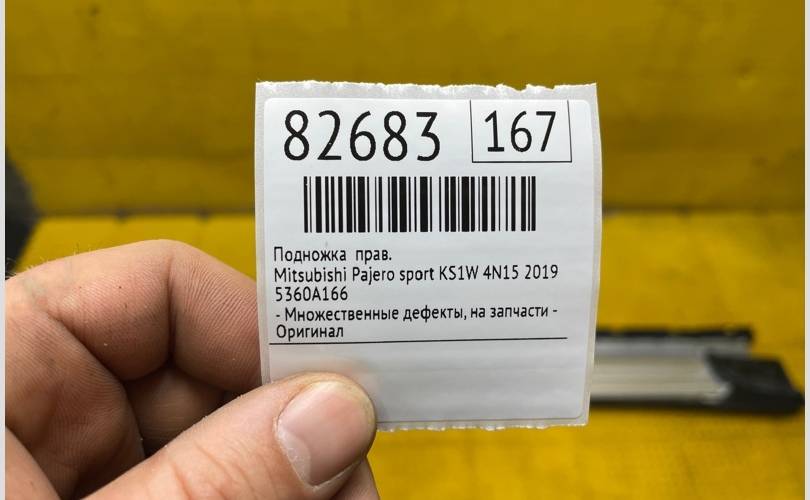 82683 167
Подножка прав.
Mitsubishi Pajero sport KS1W 4N15 2019
5360A166
- Множественные дефекты, на запчасти -
Оригинал